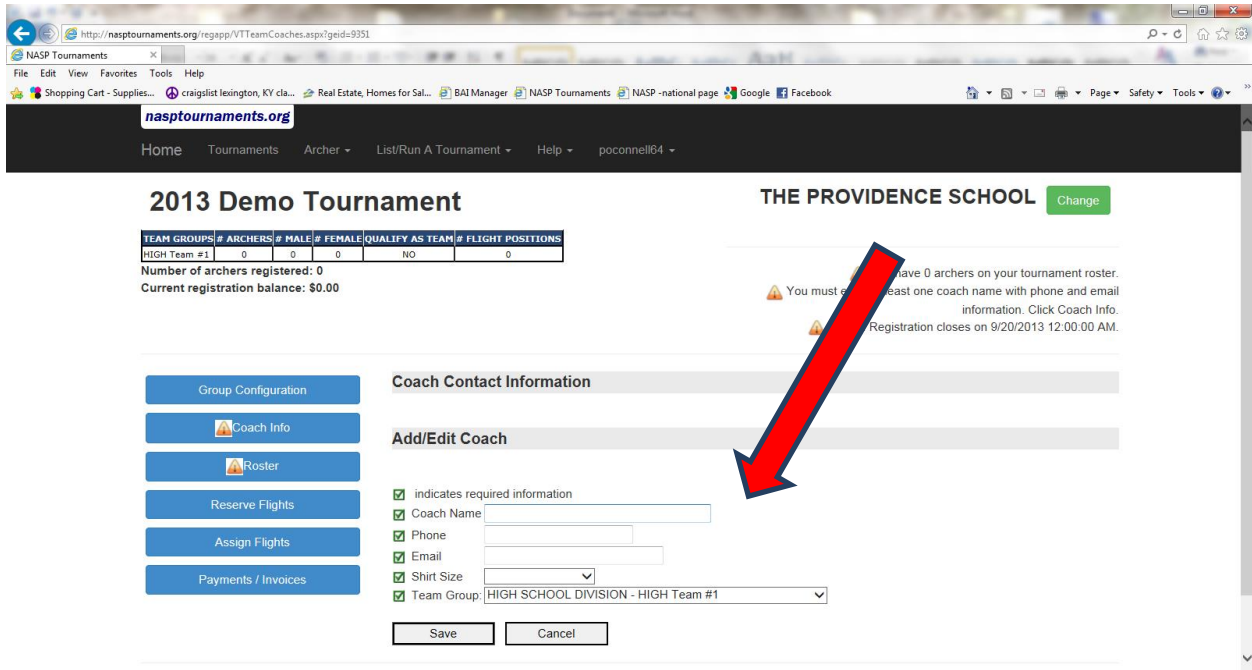 http://nasptournaments.org/regapp/VTTeamCoaches.aspx?geid=9351
NASP Tournaments
File Edit View Favorites Tools Help
Shopping Cart - Supplies... craigslist lexington, KY cla... Real Estate, Homes for Sal... BAI Manager NASP Tournaments NASP -national page Google Facebook Page Safety Tools
nasptournaments.org
Home Tournaments Archer List/Run A Tournament Help poconnell64
2013 Demo Tournament
THE PROVIDENCE SCHOOL Change
TEAM GROUPS # ARCHERS # MALE # FEMALE QUALIFY AS TEAM # FLIGHT POSITIONS
HIGH Team #1 0 0 0 NO 0
Number of archers registered: 0
Current registration balance: $0.00
have 0 archers on your tournament roster.
You must east one coach name with phone and email
information. Click Coach Info.
Registration closes on 9/20/2013 12:00:00 AM.
Group Configuration
Coach Info
Roster
Reserve Flights
Assign Flights
Payments / Invoices
Coach Contact Information
Add/Edit Coach
indicates required information
Coach Name
Phone
Email
Shirt Size
Team Group: HIGH SCHOOL DIVISION - HIGH Team #1
Save Cancel